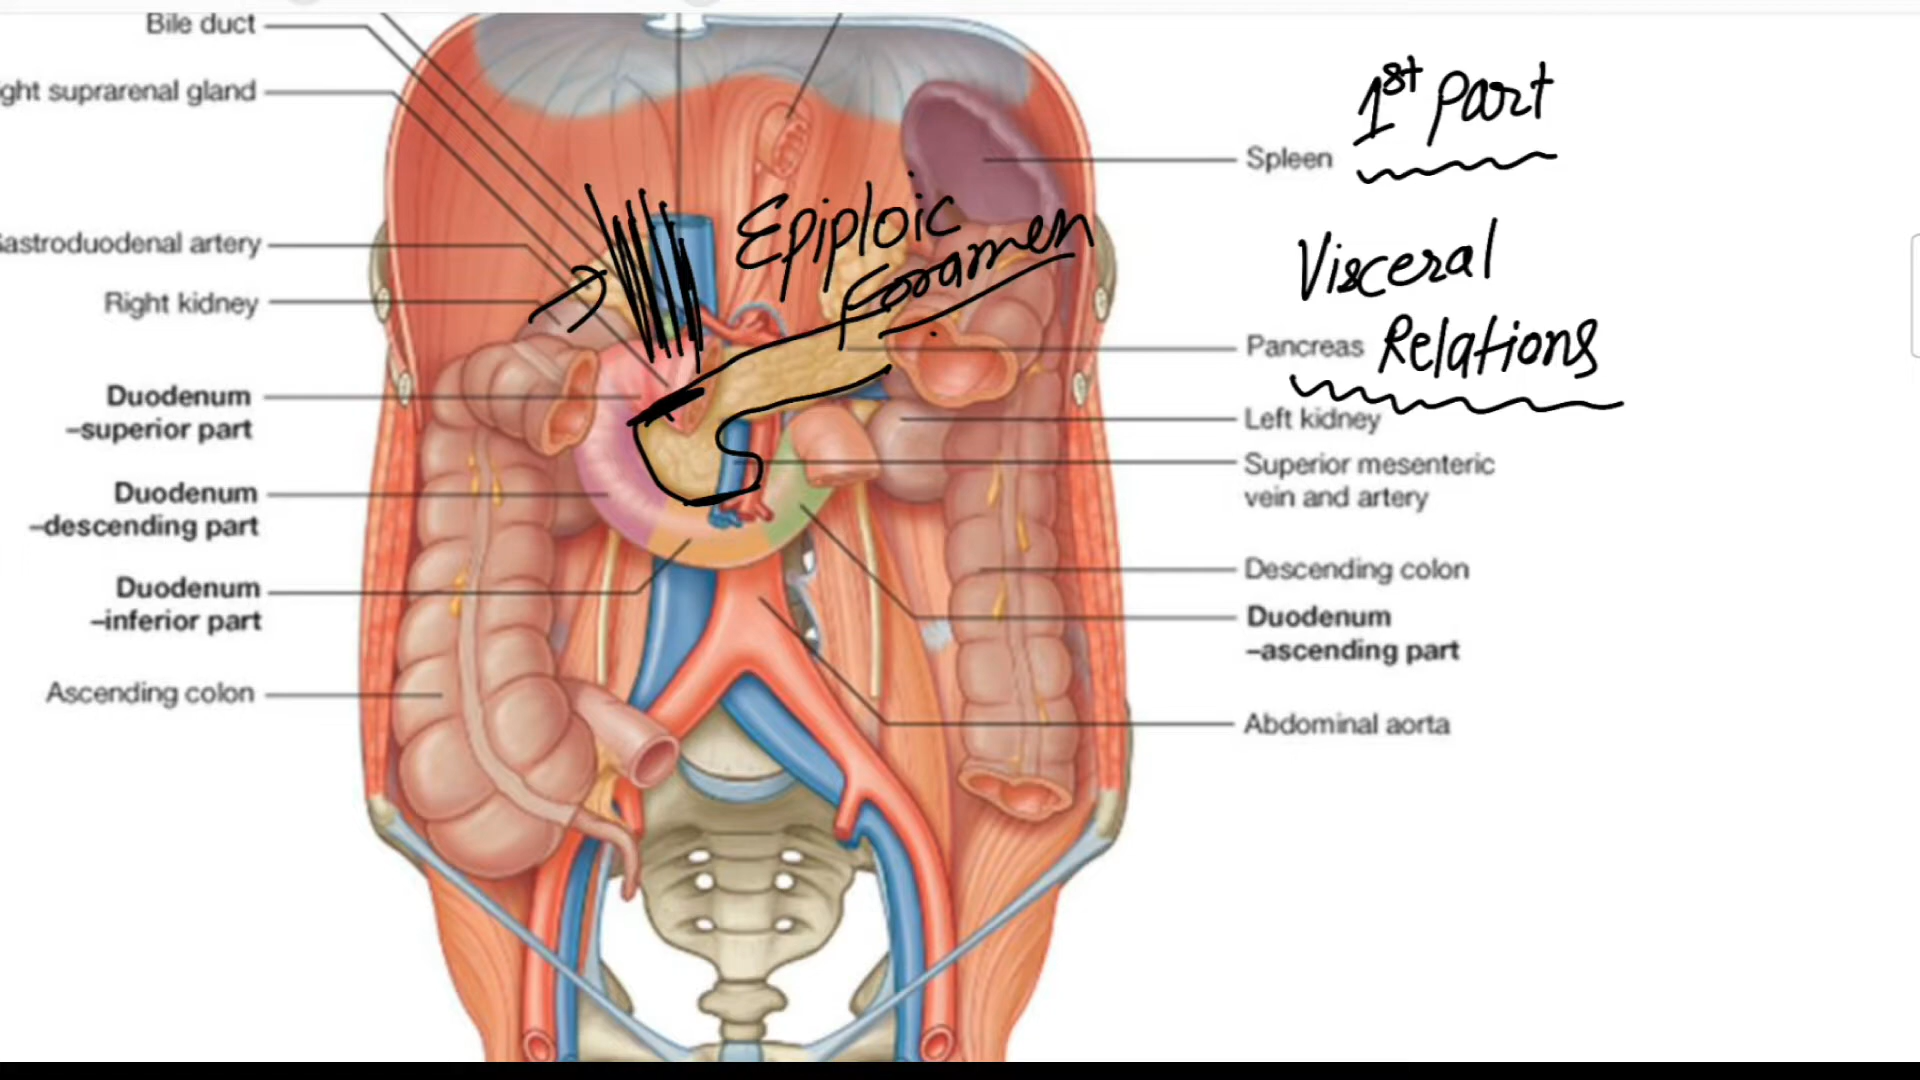 Bile duct
ght suprarenal gland
Gastroduodenal artery
Right kidney
Duodenum
–superior part
Duodenum
–descending part
Duodenum
–inferior part
Ascending colon
Epiploic
Foramen
Spleen
Pancreas
Left kidney
Superior mesenteric
vein and artery
Descending colon
Duodenum
–ascending part
Abdominal aorta
1st Part
Visceral
Relations